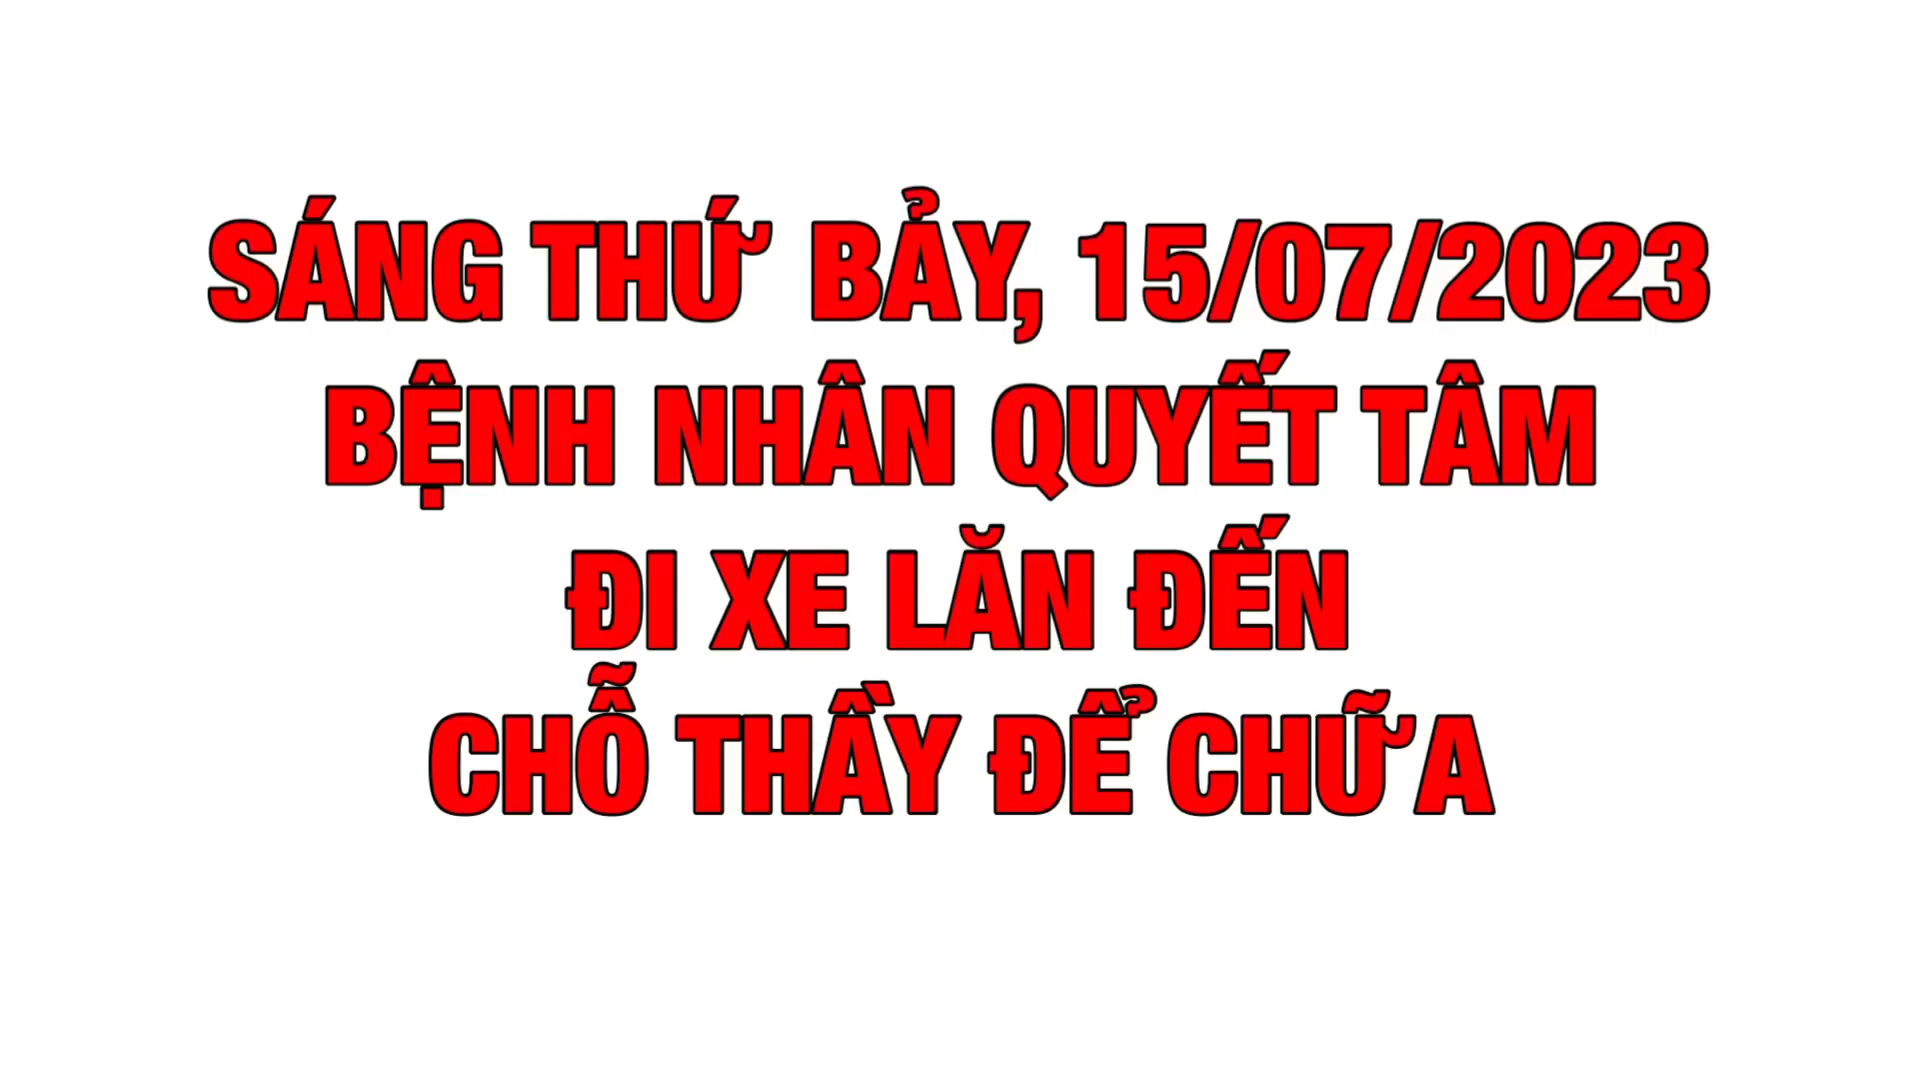 SÁNG THỨ BẢY, 15/07/2023
BỆNH NHÂN QUYẾT TÂM
ĐI XE LĂN ĐẾN
CHỖ THẦY ĐỂ CHỮA